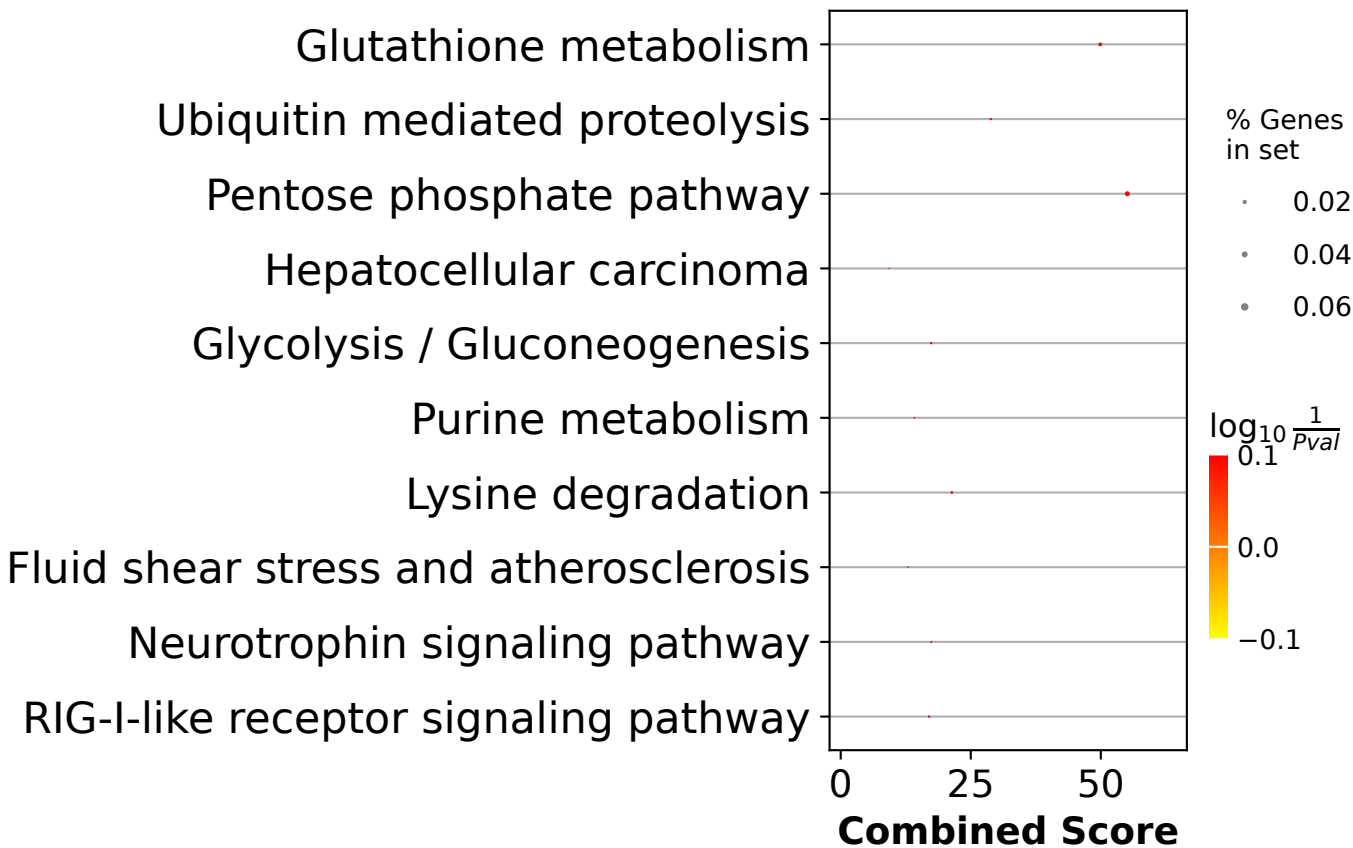 Glutathione metabolism
Ubiquitin mediated proteolysis
Pentose phosphate pathway
Hepatocellular carcinoma
Glycolysis / Gluconeogenesis
Purine metabolism
Lysine degradation
Fluid shear stress and atherosclerosis
Neurotrophin signaling pathway
RIG-I-like receptor signaling pathway
0 25 50
Combined Score
% Genes
in set
0.02
0.04
0.06
log₁₀ 1/Pval
0.1
0.0
−0.1